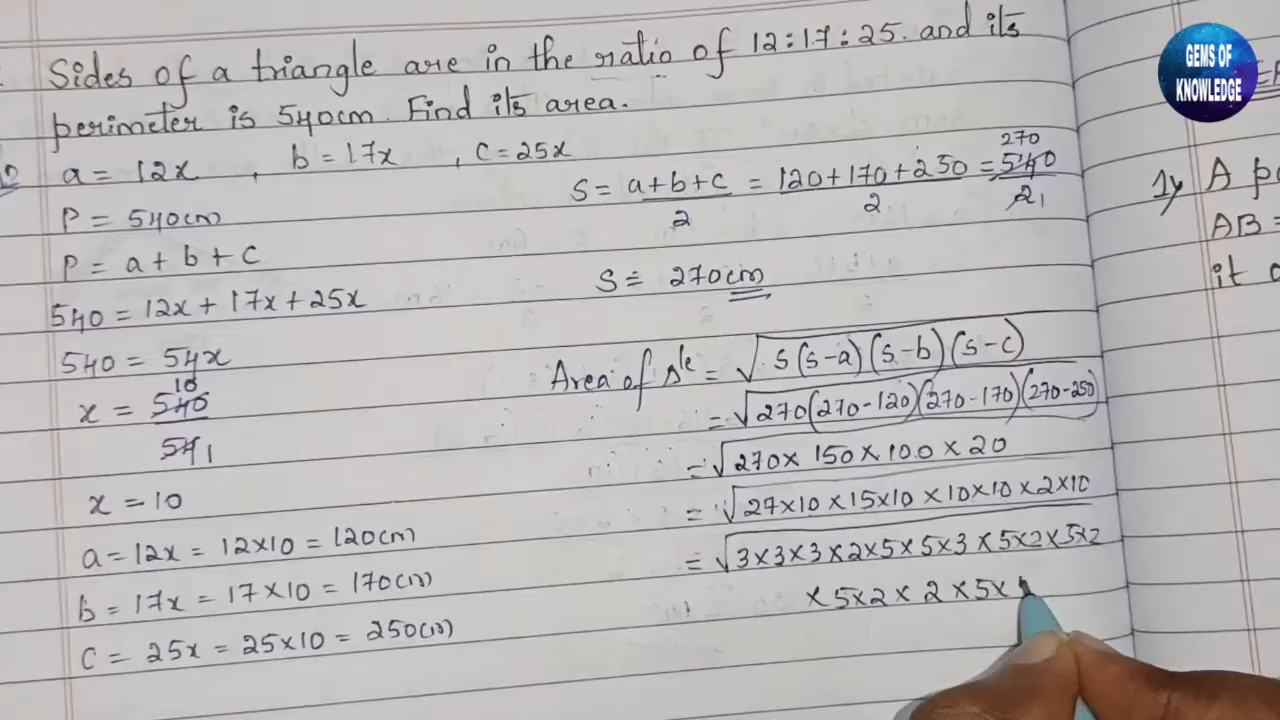 Sides of a triangle are in the ratio of 12:17:25. and its
perimeter is 540cm. Find its area.
a = 12x , b = 17x , c = 25x
P = 540cm
P = a + b + c
540 = 12x + 17x + 25x
540 = 54x
10
x = 540
54 1
x = 10
a = 12x = 12×10 = 120cm
b = 17x = 17×10 = 170cm
c = 25x = 25×10 = 250cm
270
S = a+b+c = 120+170+250 = 540
2 2 2 1
S = 270cm
Area of Δle = √S(S-a)(S-b)(S-c)
= √270(270-120)(270-170)(270-250)
= √270× 150×100×20
= √27×10×15×10×10×10×2×10
= √3×3×3×2×5×5×3×5×2×5×2
×5×2×2×5×
GEMS OF
KNOWLEDGE
1y A
AB =
it